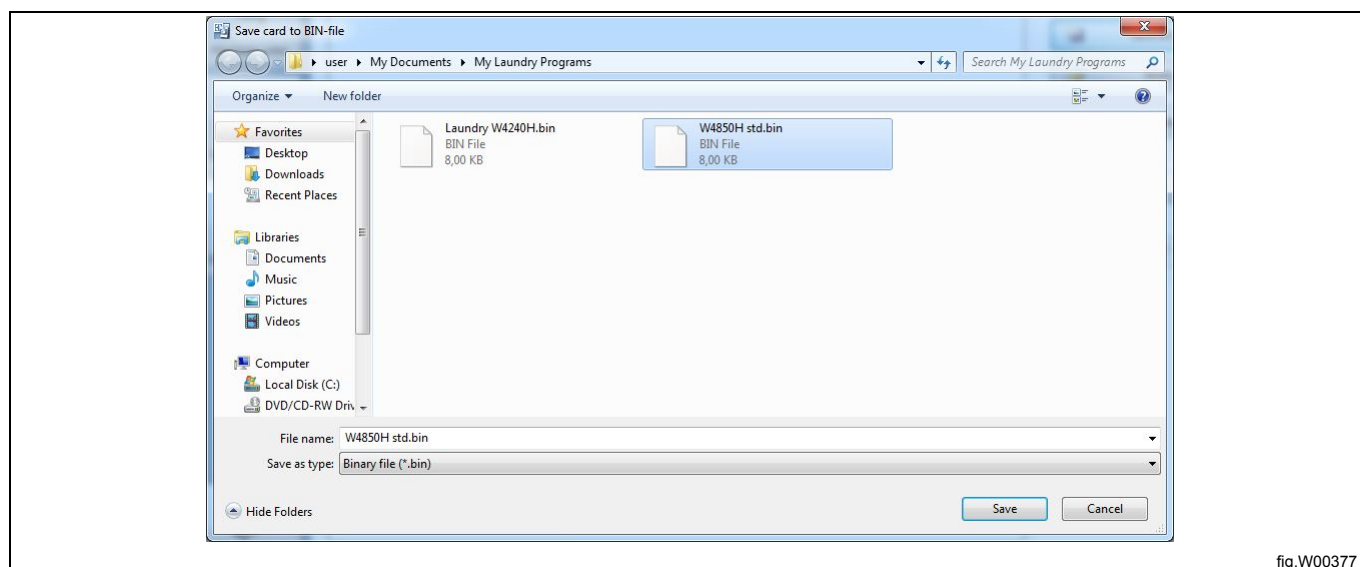 Save card to BIN-file
user ▸ My Documents ▸ My Laundry Programs
Search My Laundry Programs
Organize
New folder
Favorites
Desktop
Downloads
Recent Places
Libraries
Documents
Music
Pictures
Videos
Computer
Local Disk (C:)
DVD/CD-RW Driv
Laundry W4240H.bin
BIN File
8,00 KB
W4850H std.bin
BIN File
8,00 KB
File name: W4850H std.bin
Save as type: Binary file (*.bin)
Hide Folders
Save
Cancel
fig.W00377